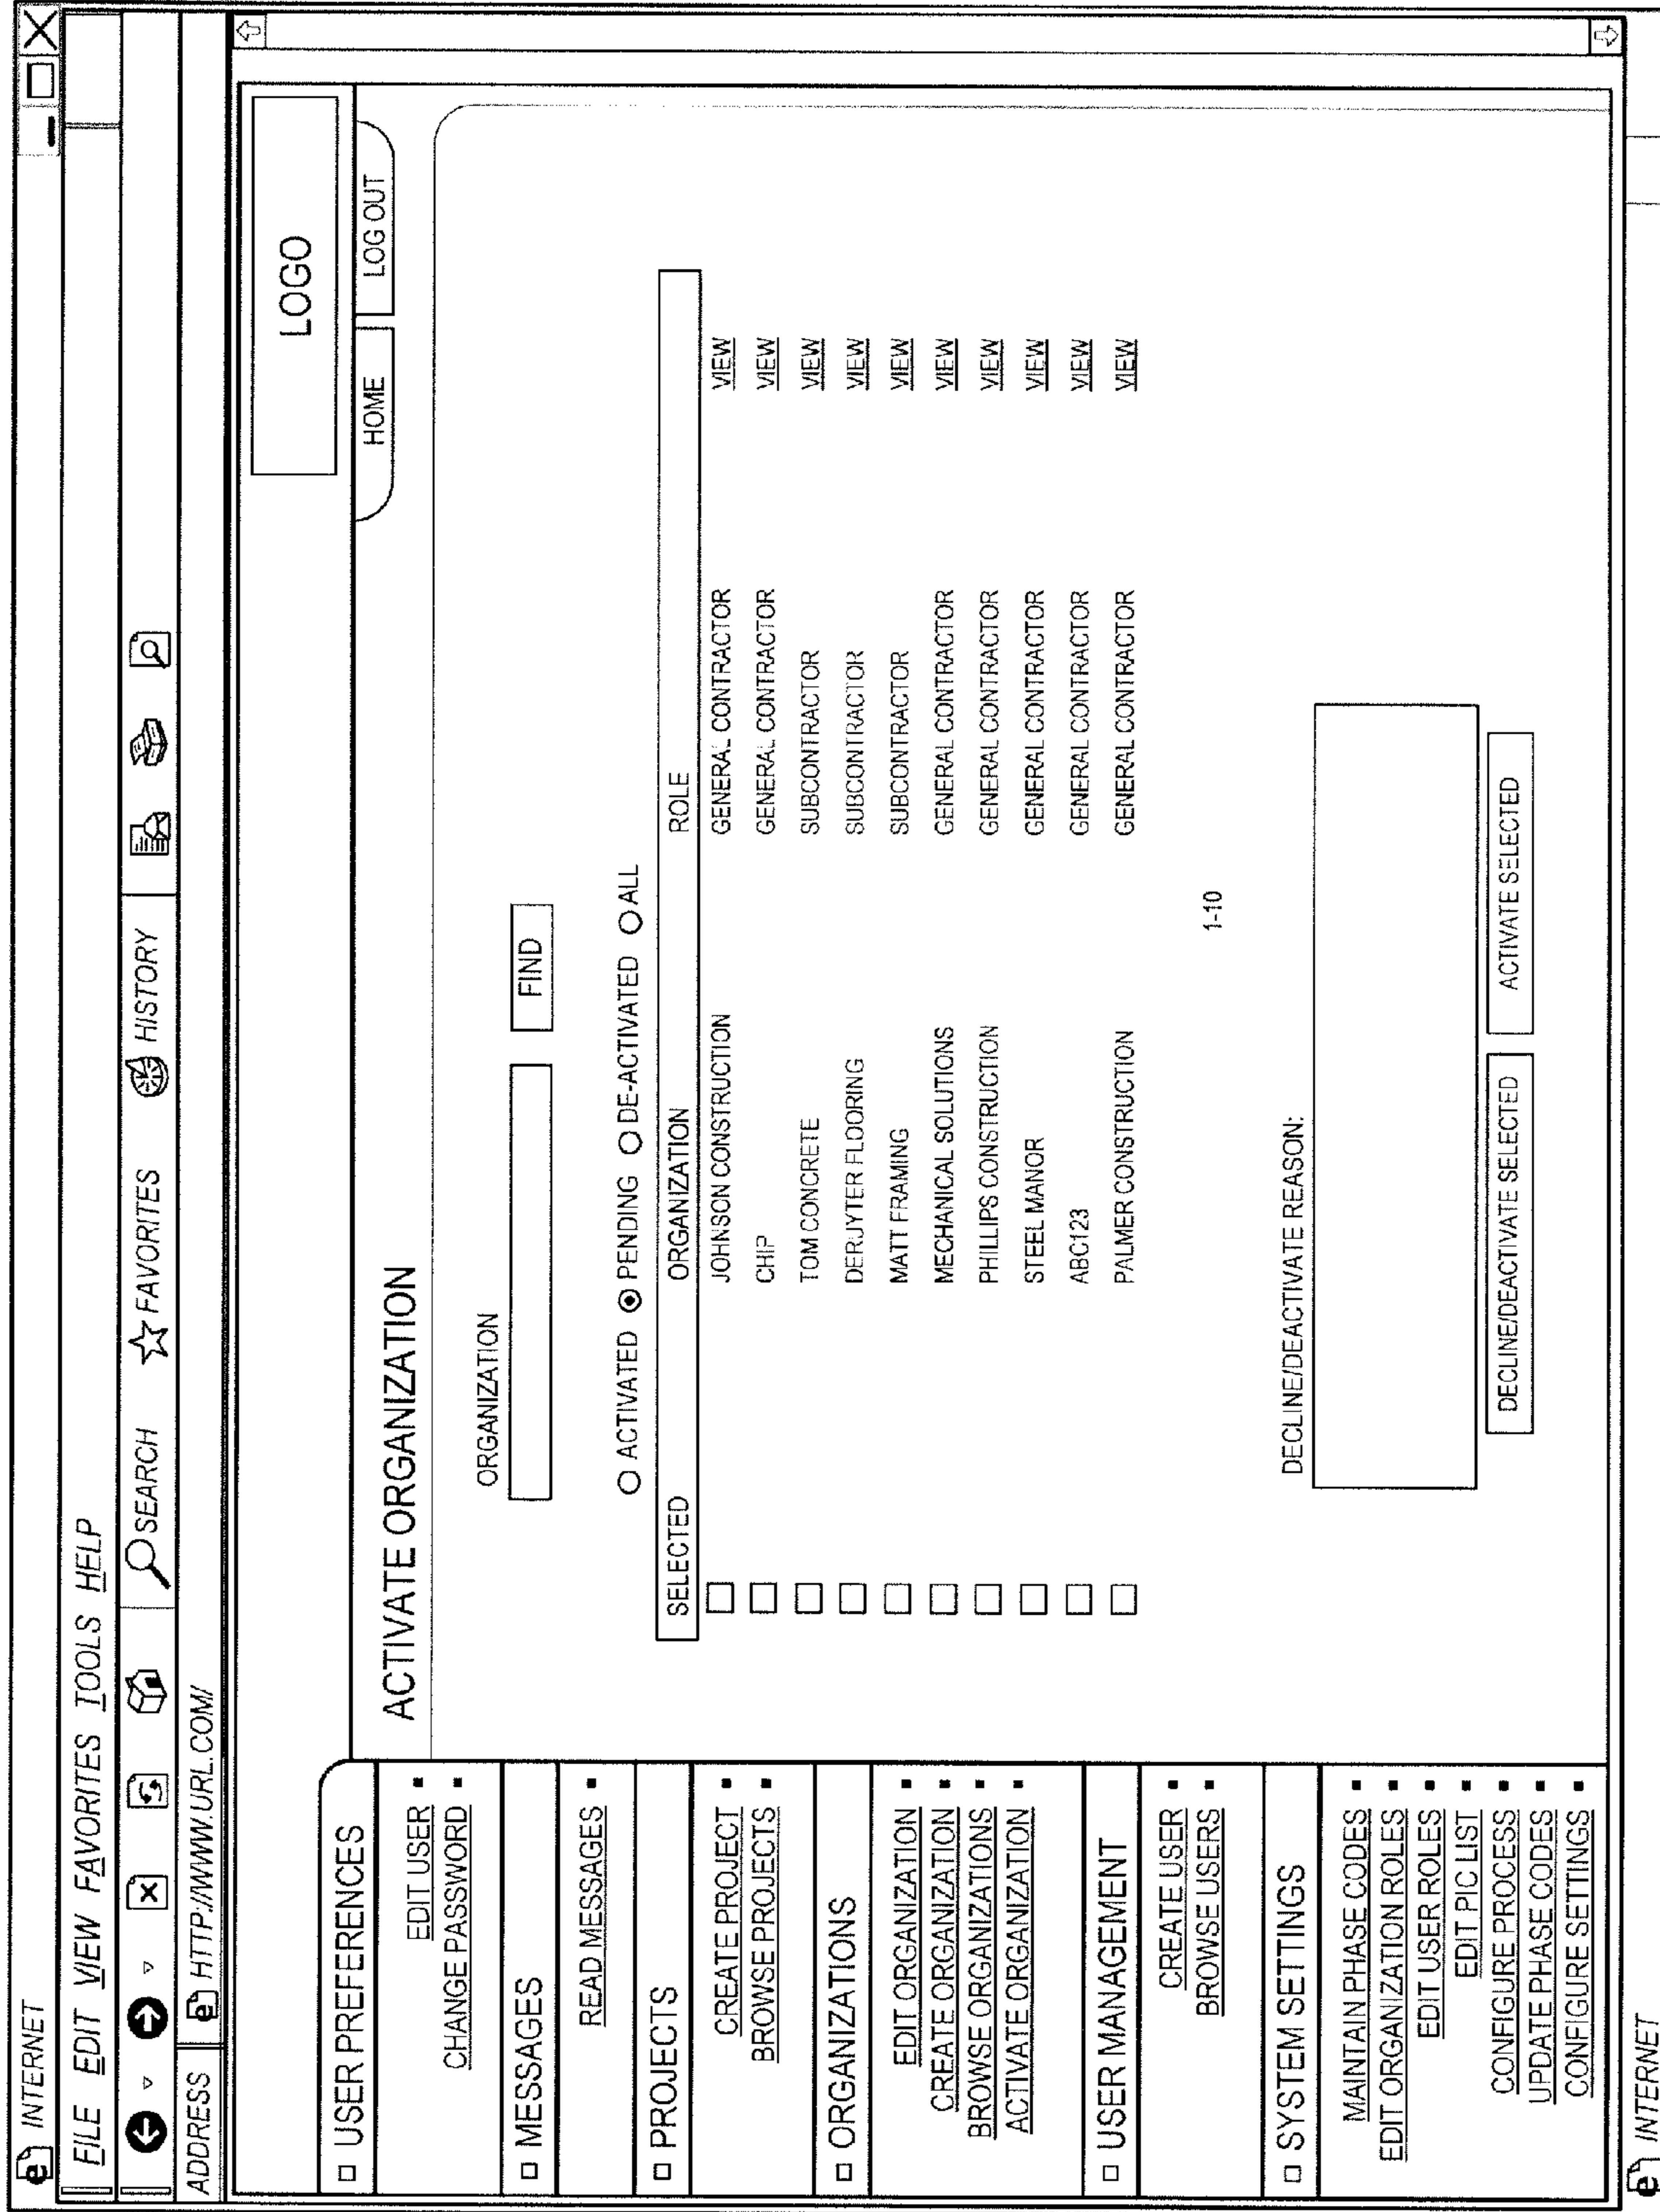 INTERNET
FILE EDIT VIEW FAVORITES TOOLS HELP
SEARCH FAVORITES HISTORY
ADDRESS HTTP://WWW.URL.COM/
LOGO
HOME LOG OUT
USER PREFERENCES
EDIT USER
CHANGE PASSWORD
MESSAGES
READ MESSAGES
PROJECTS
CREATE PROJECT
BROWSE PROJECTS
ORGANIZATIONS
EDIT ORGANIZATION
CREATE ORGANIZATION
BROWSE ORGANIZATIONS
ACTIVATE ORGANIZATION
USER MANAGEMENT
CREATE USER
BROWSE USERS
SYSTEM SETTINGS
MAINTAIN PHASE CODES
EDIT ORGANIZATION ROLES
EDIT USER ROLES
EDIT PIC LIST
CONFIGURE PROCESS
UPDATE PHASE CODES
CONFIGURE SETTINGS
ACTIVATE ORGANIZATION
ORGANIZATION
FIND
ACTIVATED PENDING DE-ACTIVATED ALL
SELECTED ORGANIZATION ROLE
JOHNSON CONSTRUCTION GENERAL CONTRACTOR VIEW
CHIP GENERAL CONTRACTOR VIEW
TOM CONCRETE SUBCONTRACTOR VIEW
DERUYTER FLOORING SUBCONTRACTOR VIEW
MATT FRAMING SUBCONTRACTOR VIEW
MECHANICAL SOLUTIONS GENERAL CONTRACTOR VIEW
PHILLIPS CONSTRUCTION GENERAL CONTRACTOR VIEW
STEEL MANOR GENERAL CONTRACTOR VIEW
ABC123 GENERAL CONTRACTOR VIEW
PALMER CONSTRUCTION GENERAL CONTRACTOR VIEW
1-10
DECLINE/DEACTIVATE REASON:
DECLINE/DEACTIVATE SELECTED ACTIVATE SELECTED
INTERNET